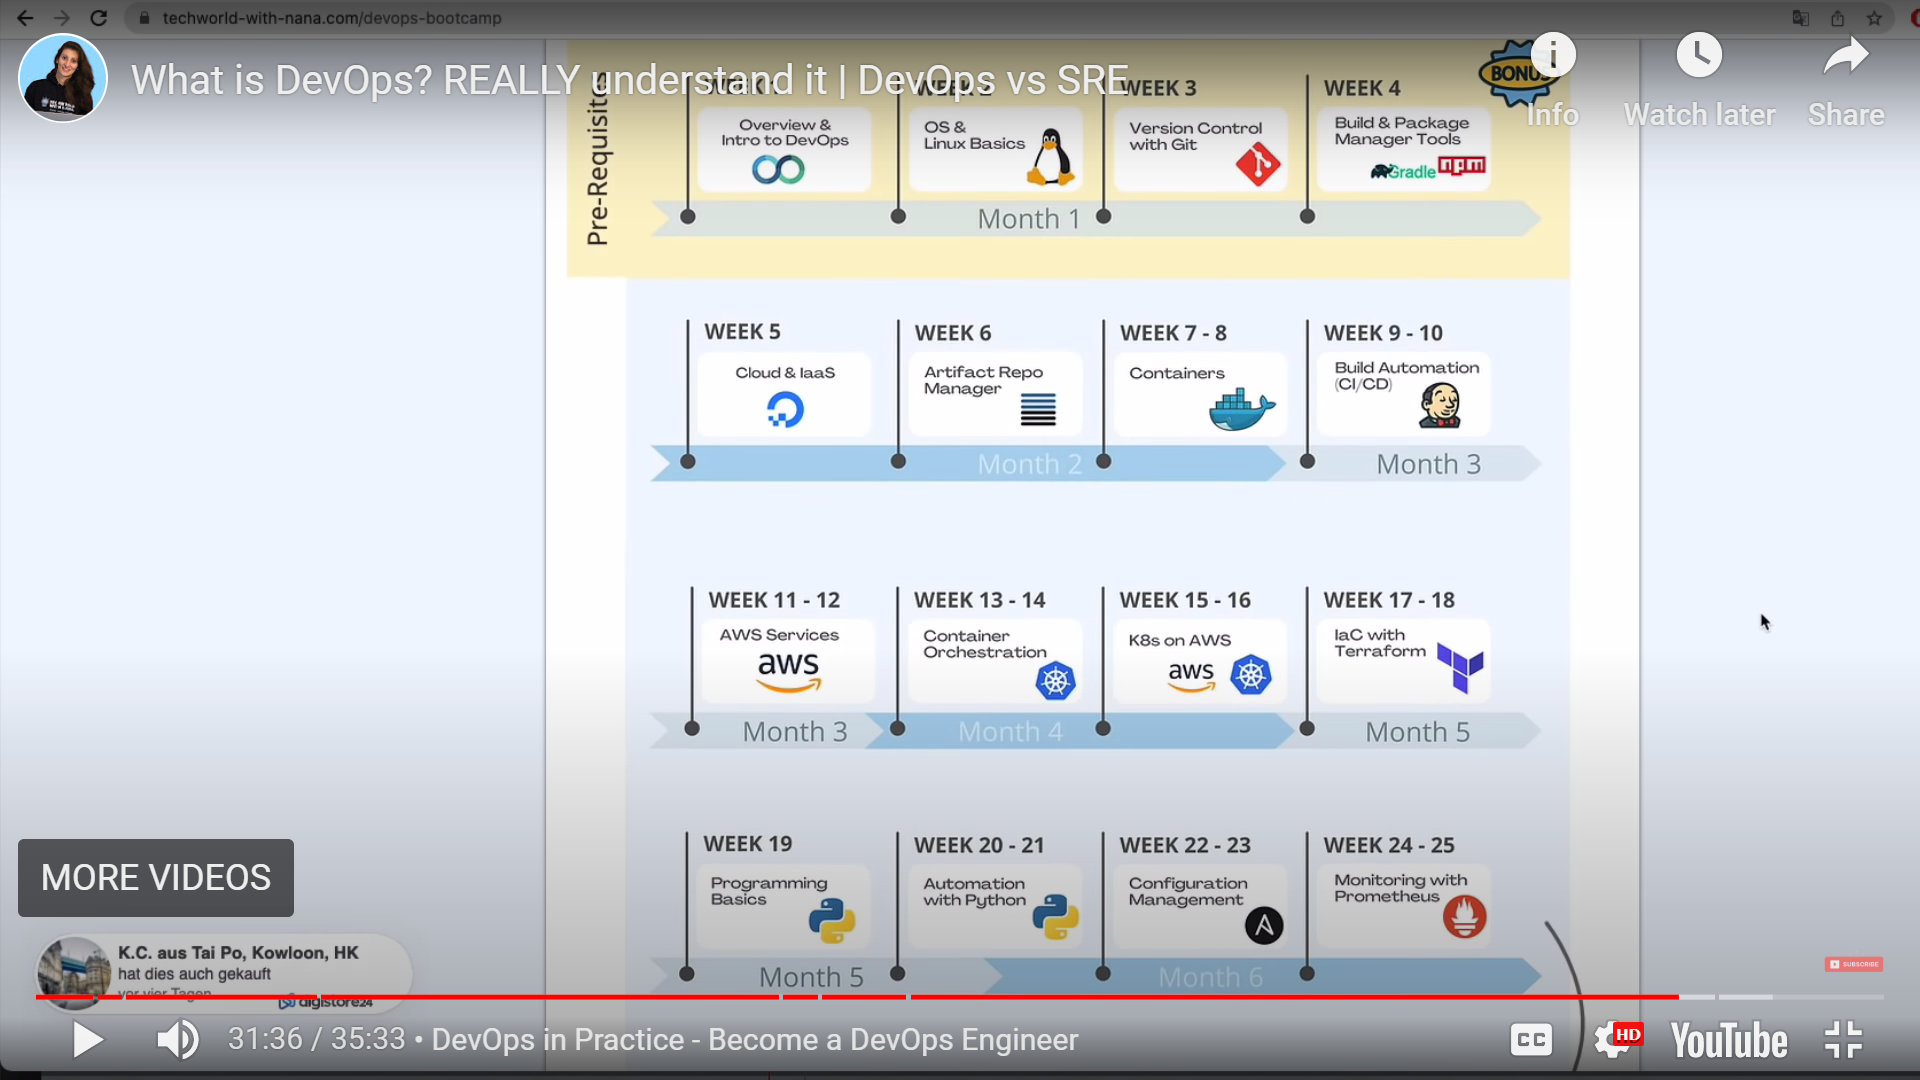 techworld-with-nana.com/devops-bootcamp
What is DevOps? REALLY understand it | DevOps vs SRE
Info
Watch later
Share
BONUS
Pre-Requisites
WEEK 3
WEEK 4
Overview &
Intro to DevOps
OS &
Linux Basics
Version Control
with Git
Build & Package
Manager Tools
Gradle
npm
Month 1
WEEK 5
WEEK 6
WEEK 7 - 8
WEEK 9 - 10
Cloud & IaaS
Artifact Repo
Manager
Containers
Build Automation
(CI/CD)
Month 2
Month 3
WEEK 11 - 12
WEEK 13 - 14
WEEK 15 - 16
WEEK 17 - 18
AWS Services
aws
Container
Orchestration
K8s on AWS
aws
IaC with
Terraform
Month 3
Month 4
Month 5
WEEK 19
WEEK 20 - 21
WEEK 22 - 23
WEEK 24 - 25
Programming
Basics
Automation
with Python
Configuration
Management
A
Monitoring with
Prometheus
Month 5
Month 6
MORE VIDEOS
K.C. aus Tai Po, Kowloon, HK
hat dies auch gekauft
vor vier Tagen
digistore24
SUBSCRIBE
31:36 / 35:33 • DevOps in Practice - Become a DevOps Engineer
CC
HD
YouTube